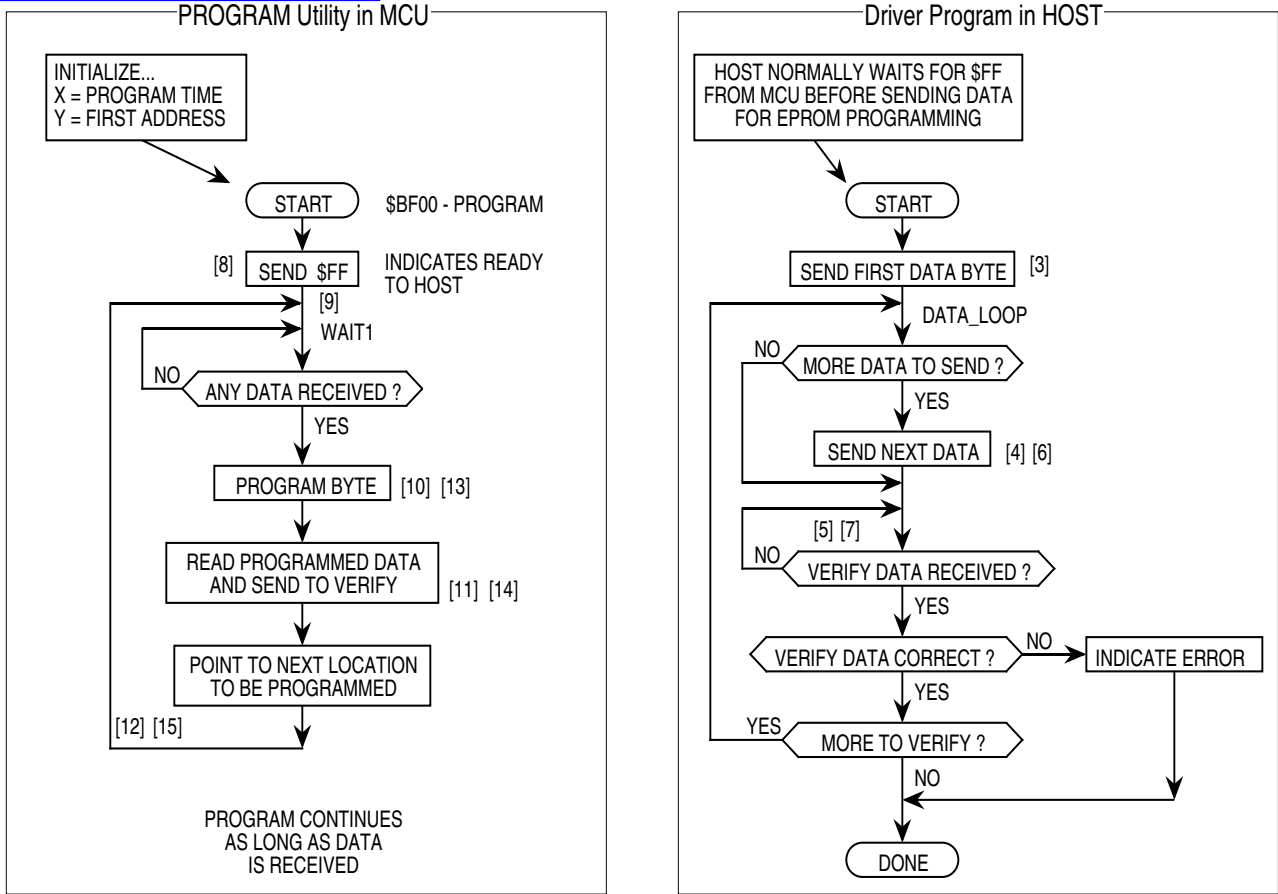 PROGRAM Utility in MCU
INITIALIZE...
X = PROGRAM TIME
Y = FIRST ADDRESS
START
$BF00 - PROGRAM
[8]
SEND $FF
INDICATES READY
TO HOST
[9]
WAIT1
NO
ANY DATA RECEIVED ?
YES
PROGRAM BYTE
[10] [13]
READ PROGRAMMED DATA
AND SEND TO VERIFY
[11] [14]
POINT TO NEXT LOCATION
TO BE PROGRAMMED
[12] [15]
PROGRAM CONTINUES
AS LONG AS DATA
IS RECEIVED
Driver Program in HOST
HOST NORMALLY WAITS FOR $FF
FROM MCU BEFORE SENDING DATA
FOR EPROM PROGRAMMING
START
SEND FIRST DATA BYTE
[3]
DATA_LOOP
NO
MORE DATA TO SEND ?
YES
SEND NEXT DATA
[4] [6]
[5] [7]
NO
VERIFY DATA RECEIVED ?
YES
VERIFY DATA CORRECT ?
NO
INDICATE ERROR
YES
YES
MORE TO VERIFY ?
NO
DONE